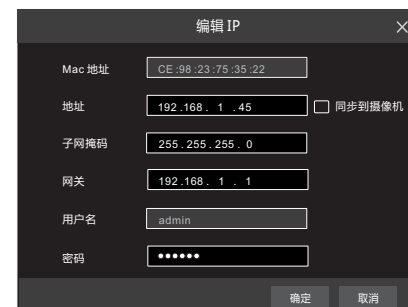 编辑 IP
Mac 地址 CE:98:23:75:35:22
地址 192.168. 1 .45 同步到摄像机
子网掩码 255.255.255. 0
网关 192.168. 1 . 1
用户名 admin
密码 ••••••
确定 取消